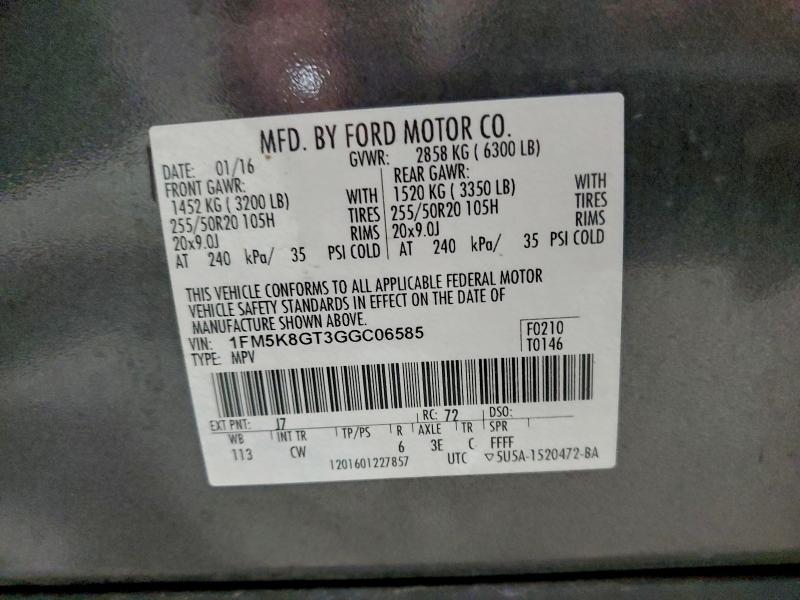 MFD. BY FORD MOTOR CO.
DATE: 01/16 GVWR: 2858 KG ( 6300 LB)
FRONT GAWR: REAR GAWR:
1452 KG ( 3200 LB) WITH 1520 KG ( 3350 LB) WITH
255/50R20 105H TIRES 255/50R20 105H TIRES
20x9.0J RIMS 20x9.0J RIMS
AT 240 kPa/ 35 PSI COLD AT 240 kPa/ 35 PSI COLD
THIS VEHICLE CONFORMS TO ALL APPLICABLE FEDERAL MOTOR
VEHICLE SAFETY STANDARDS IN EFFECT ON THE DATE OF
MANUFACTURE SHOWN ABOVE.
VIN: 1FM5K8GT3GGC06585 F0210
TYPE: MPV T0146
EXT PNT: J7 RC: 72 DSO:
WB INT TR TP/PS R AXLE TR SPR
113 CW 6 3E C FFFF
1201601227857 UTC ▽5U5A-1520472-BA